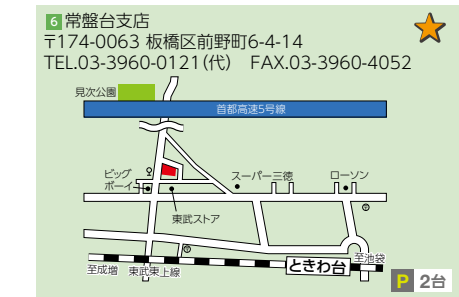 6 常盤台支店
〒174-0063 板橋区前野町6-4-14
TEL.03-3960-0121(代) FAX.03-3960-4052
見次公園
首都高速5号線
ビッグ
ボーイ
スーパー三徳
ローソン
東武ストア
ときわ台
至池袋
至成増
東武東上線
P 2台